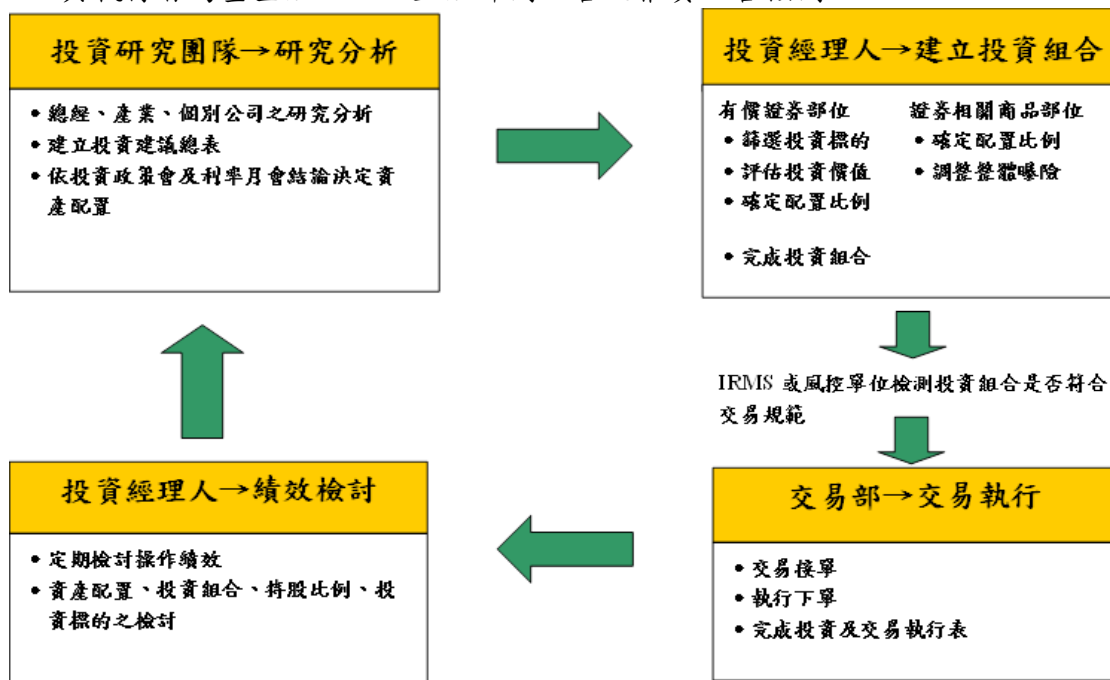 投資研究團隊→研究分析
• 總經、產業、個別公司之研究分析
• 建立投資建議總表
• 依投資政策會及利率月會結論決定資
產配置
投資經理人→建立投資組合
有價證券部位
• 篩選投資標的
• 評估投資價值
• 確定配置比例
• 完成投資組合
證券相關商品部位
• 確定配置比例
• 調整整體曝險
IRMS 或風控單位檢測投資組合是否符合
交易規範
交易部→交易執行
• 交易接單
• 執行下單
• 完成投資及交易執行表
投資經理人→績效檢討
• 定期檢討操作績效
• 資產配置、投資組合、持股比例、投
資標的之檢討